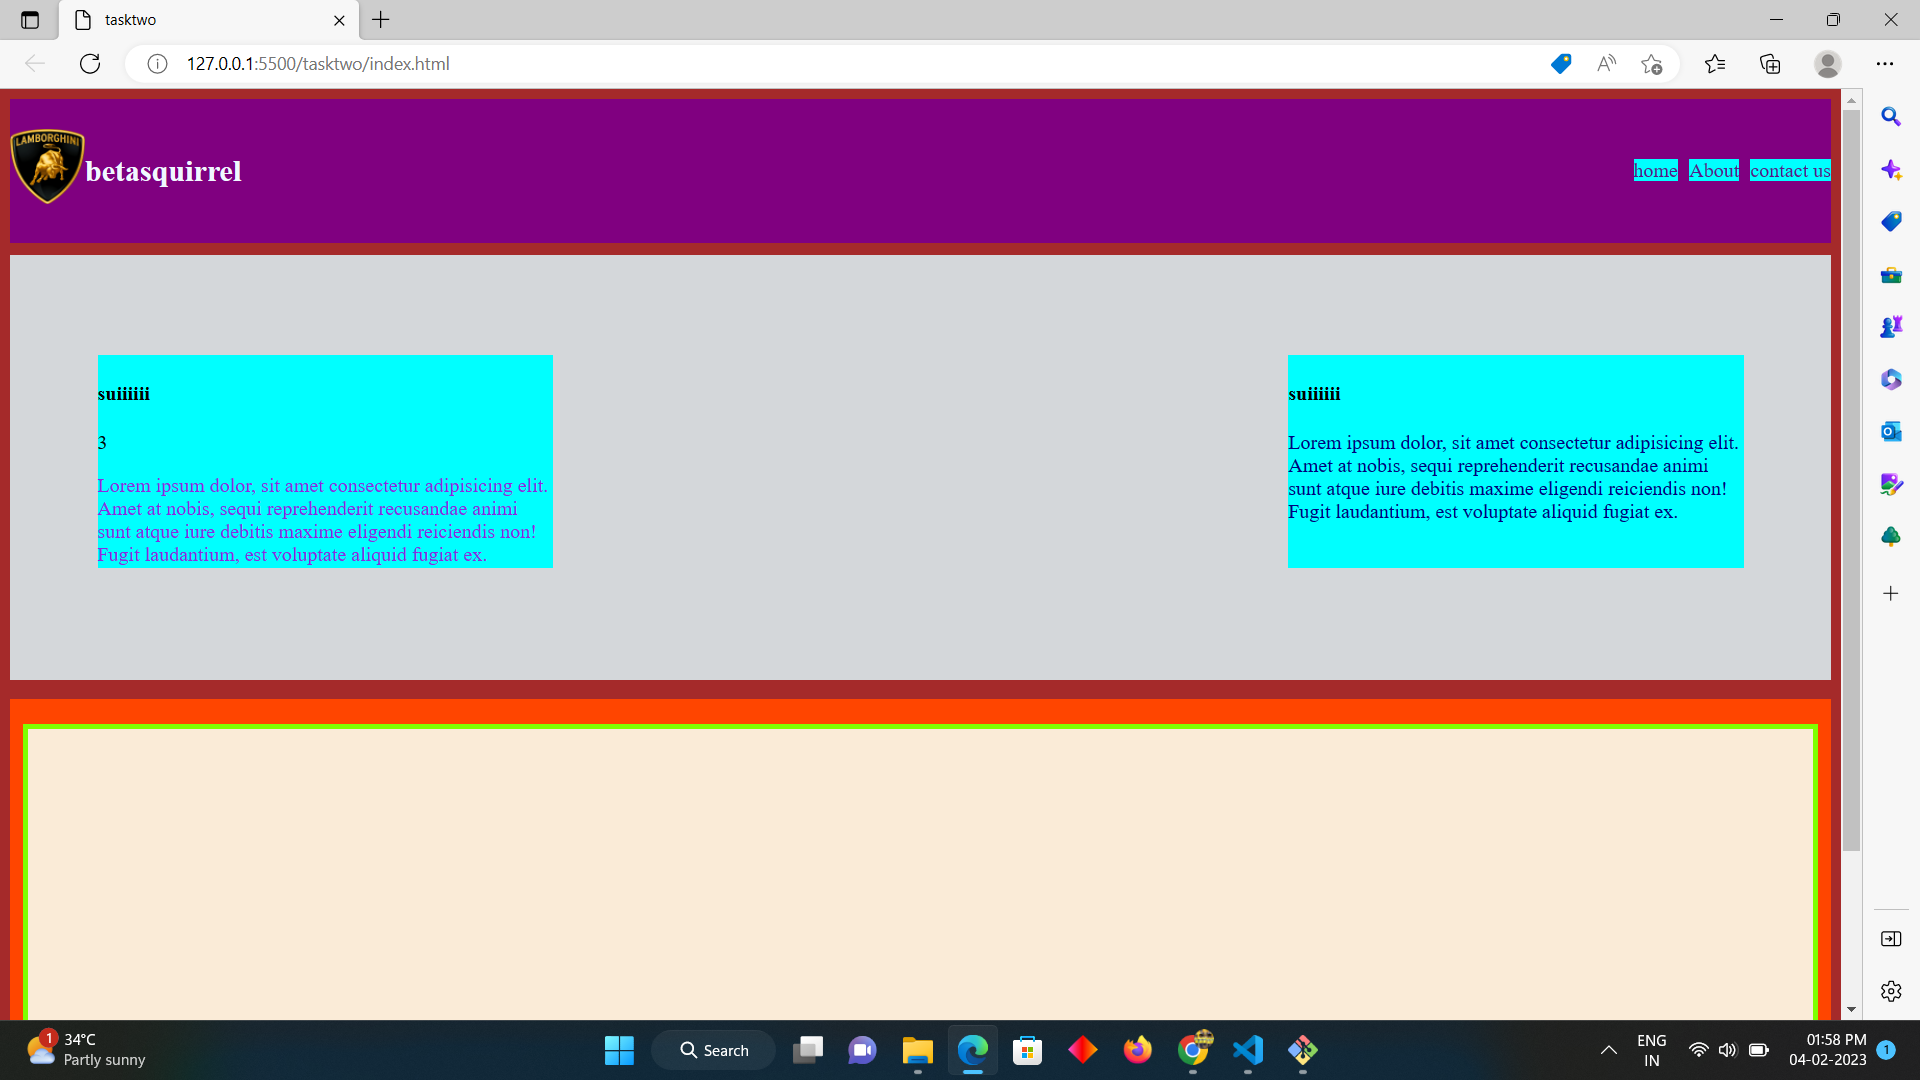 tasktwo
127.0.0.1:5500/tasktwo/index.html
LAMBORGHINI
betasquirrel
home About contact us
suiiiiii
3
Lorem ipsum dolor, sit amet consectetur adipisicing elit.
Amet at nobis, sequi reprehenderit recusandae animi
sunt atque iure debitis maxime eligendi reiciendis non!
Fugit laudantium, est voluptate aliquid fugiat ex.
suiiiiii
Lorem ipsum dolor, sit amet consectetur adipisicing elit.
Amet at nobis, sequi reprehenderit recusandae animi
sunt atque iure debitis maxime eligendi reiciendis non!
Fugit laudantium, est voluptate aliquid fugiat ex.
1
34°C
Partly sunny
Search
ENG
IN
01:58 PM
04-02-2023
1